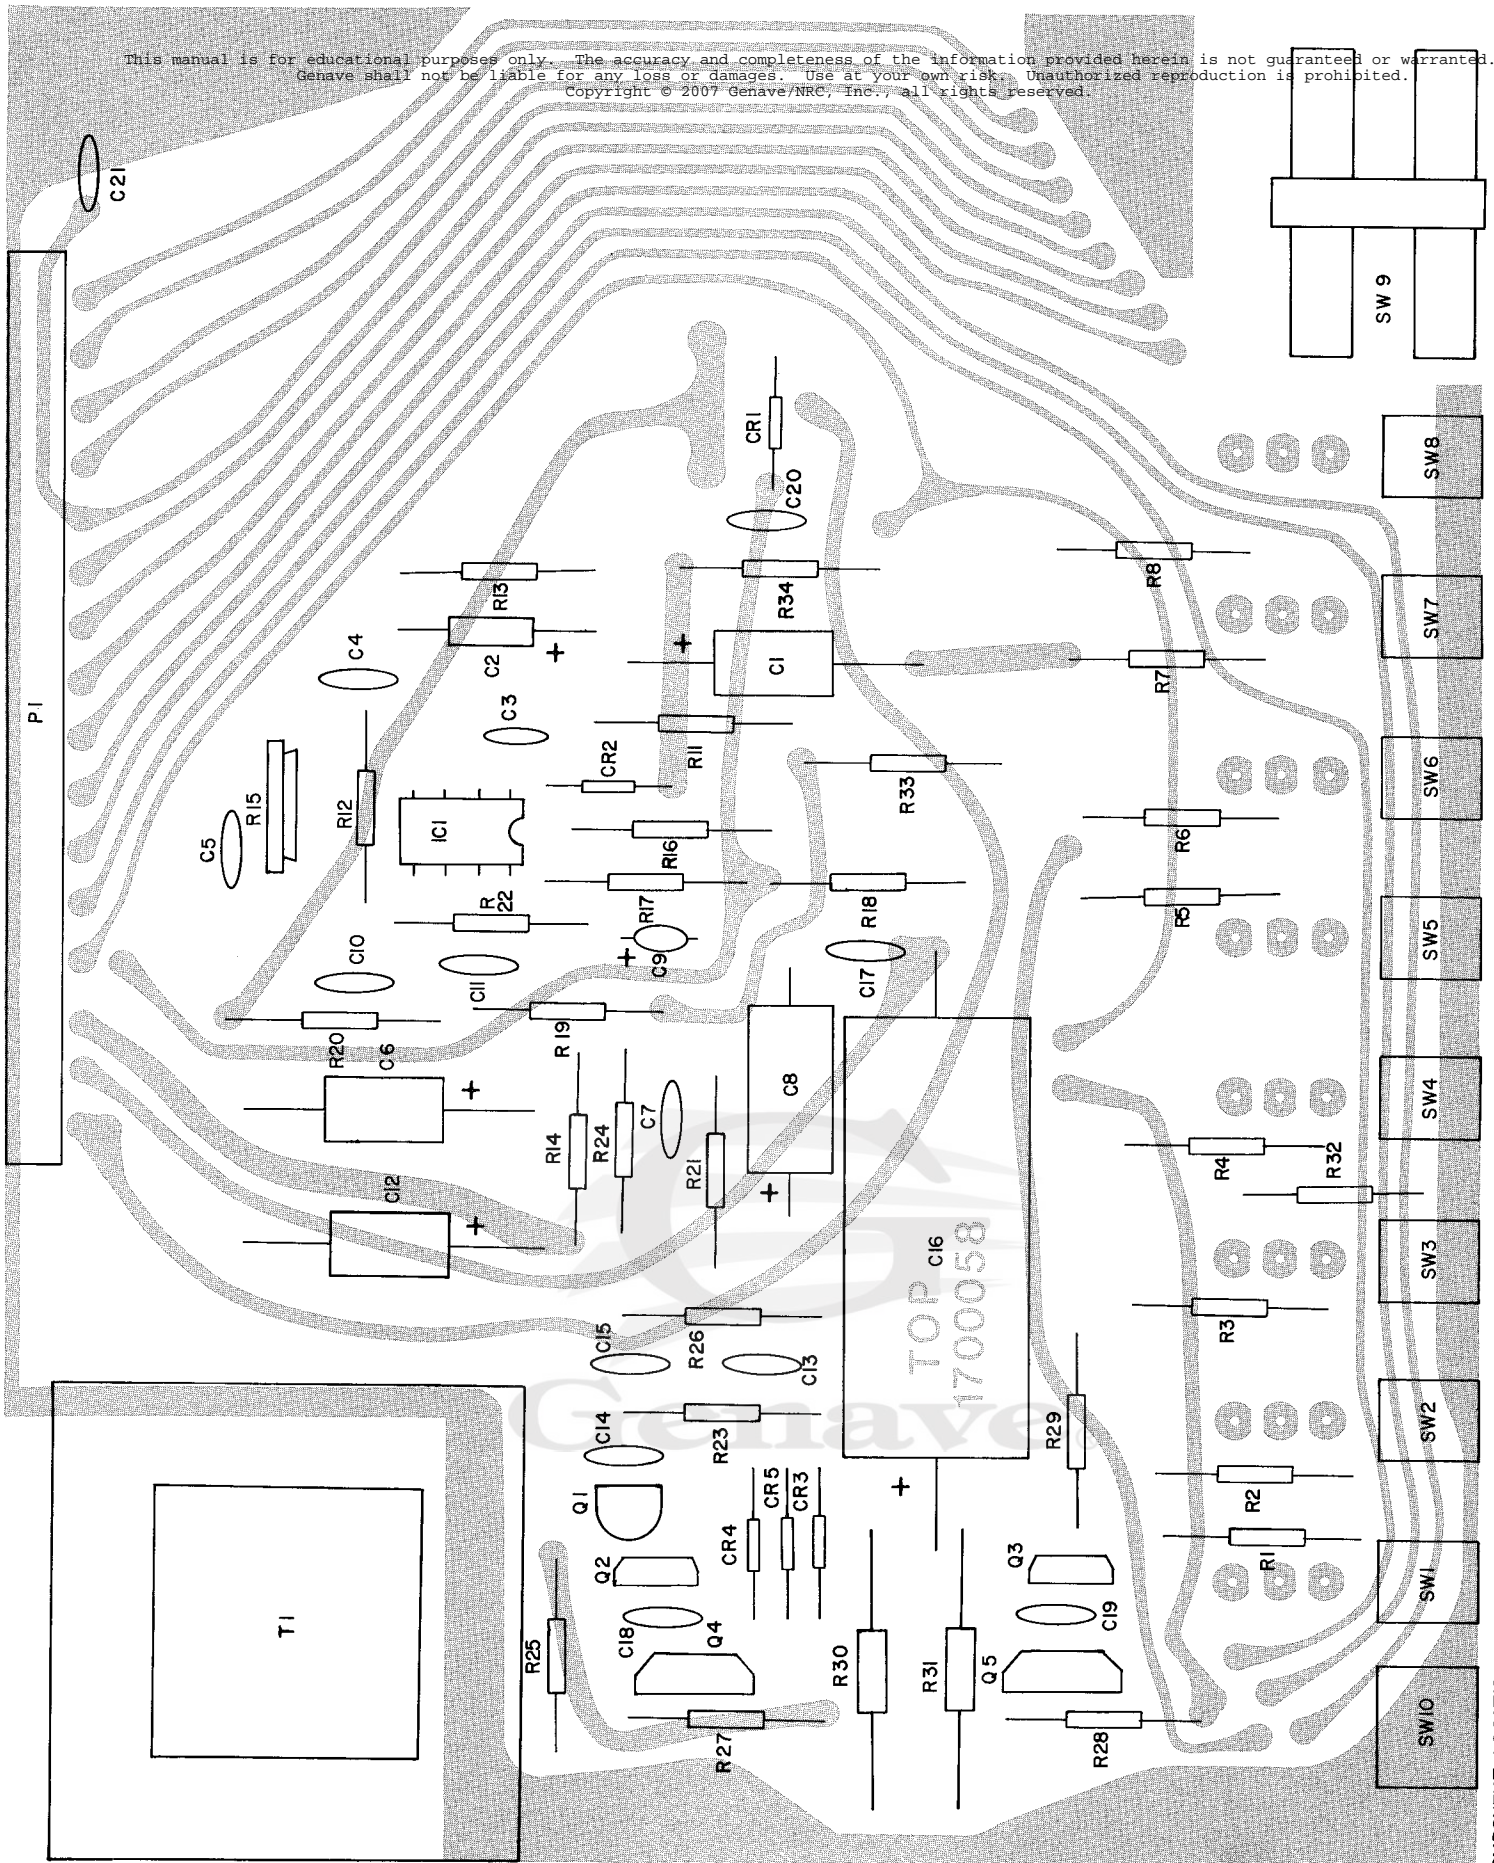 This manual is for educational purposes only. The accuracy and completeness of the information provided herein is not guaranteed or warranted.
Genave shall not be liable for any loss or damages. Use at your own risk. Unauthorized reproduction is prohibited.
Copyright © 2007 Genave/NRC, Inc., all rights reserved.
C21
P1
SW9
CR1
SW8
C20
R8
R13
R34
SW7
C4
C2
+
+
C1
R7
C3
R11
CR2
R33
SW6
R15
R12
C5
IC1
R16
R6
R
22
R17
R18
R5
SW5
C10
C11
+
C9
C17
R20
C6
R19
+
C8
SW4
R14
R24
C7
R21
R4
R32
C12
+
+
C16
TOP
1700058
SW3
R3
C15
R26
C13
Genave
C14
R23
R29
SW2
Q1
CR4
CR5
CR3
+
R2
Q2
Q3
R1
SW1
T1
R25
C18
Q4
R30
R31
Q5
C19
R27
R28
SW10